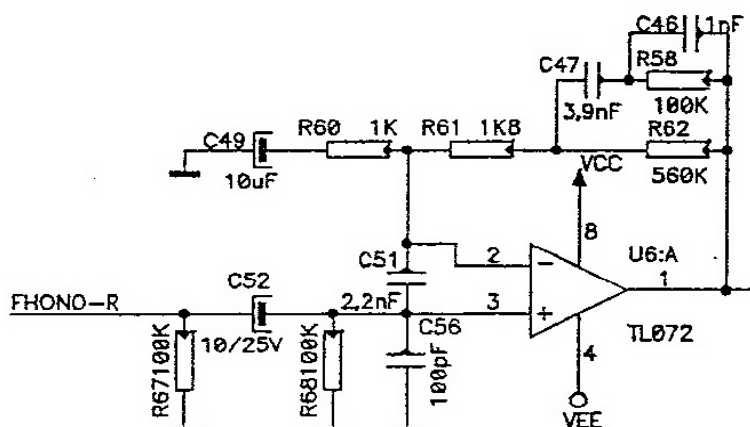 C46 1nF
C47 R58
3,9nF 100K
C49 R60 1K R61 1K8 R62
10uF VCC 560K
8
C51 2 - U6:A
C52 1
FHONO-R 2,2nF 3 +
C56 TL072
R67100K 10/25V R68100K 100pF 4
VEE